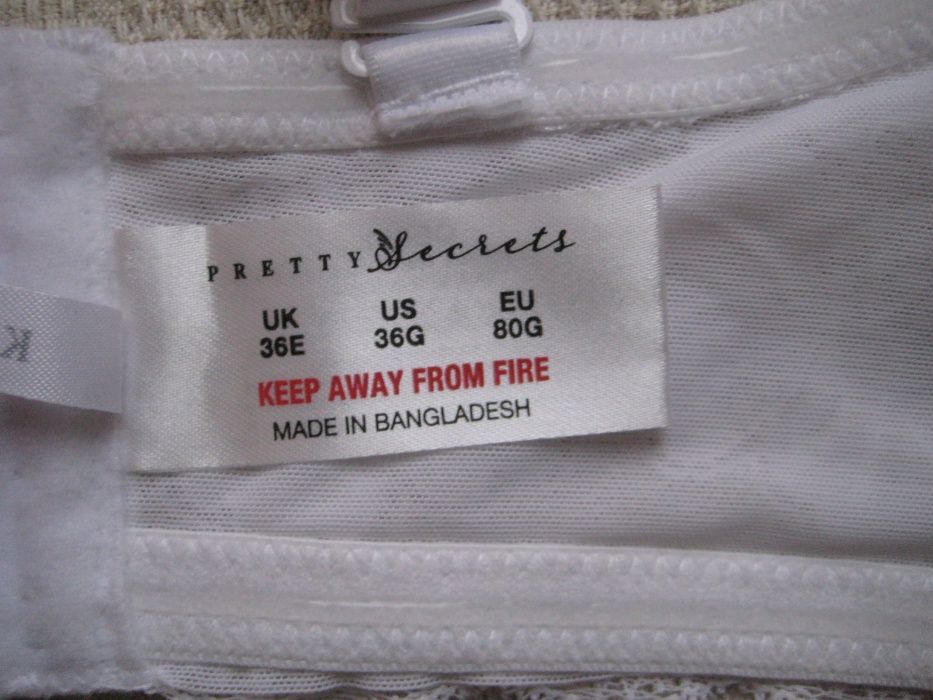 PRETTY Secrets
UK US EU
36E 36G 80G
KEEP AWAY FROM FIRE
MADE IN BANGLADESH
K